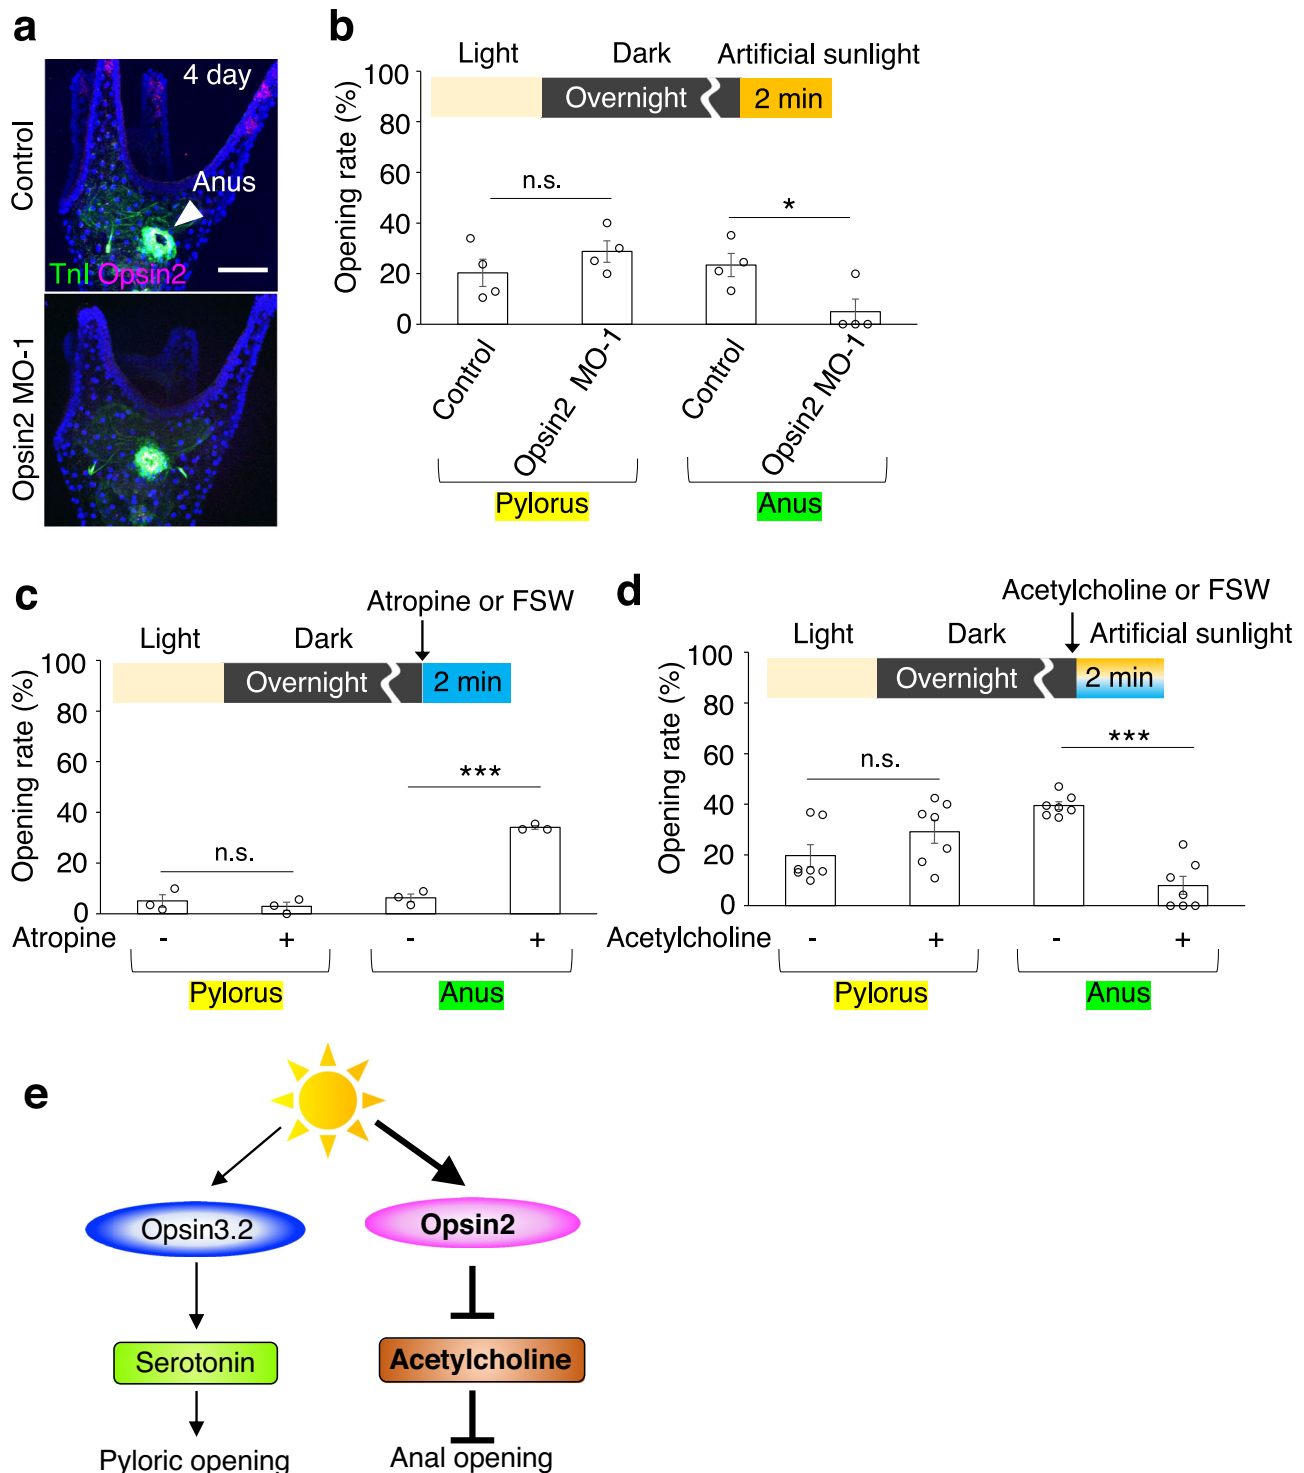 a
4 day
Control
Anus
TnI Opsin2
Opsin2 MO-1
b
Light Dark Artificial sunlight
Overnight 2 min
Opening rate (%)
100
80
60
40
20
0
n.s.
*
Control
Opsin2 MO-1
Control
Opsin2 MO-1
Pylorus Anus
c
Atropine or FSW
Light Dark
Overnight 2 min
Opening rate (%)
100
80
60
40
20
0
n.s.
***
Atropine - + - +
Pylorus Anus
d
Acetylcholine or FSW
Light Dark Artificial sunlight
Overnight 2 min
Opening rate (%)
100
80
60
40
20
0
n.s.
***
Acetylcholine - + - +
Pylorus Anus
e
Opsin3.2 Opsin2
Serotonin Acetylcholine
Pyloric opening Anal opening